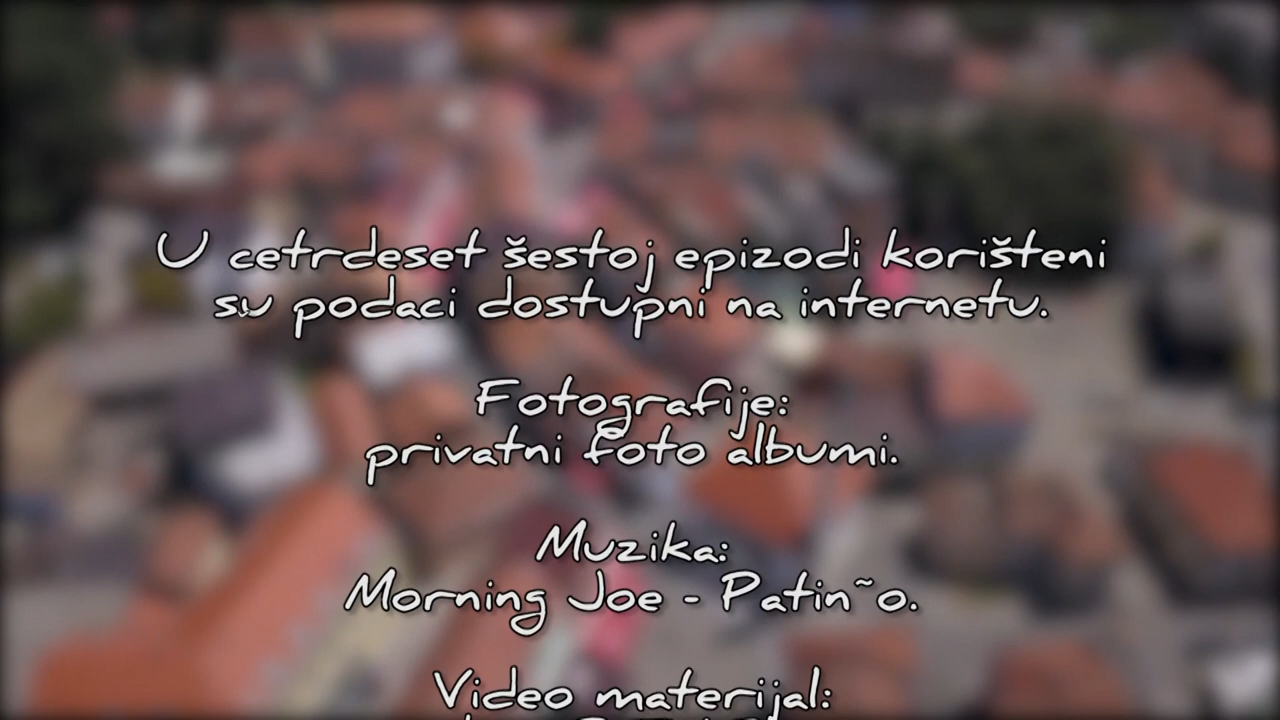 U cetrdeset šestoj epizodi korišteni
su podaci dostupni na internetu.
Fotografije:
privatni foto albumi.
Muzika:
Morning Joe - Patin~o.
Video materijal: